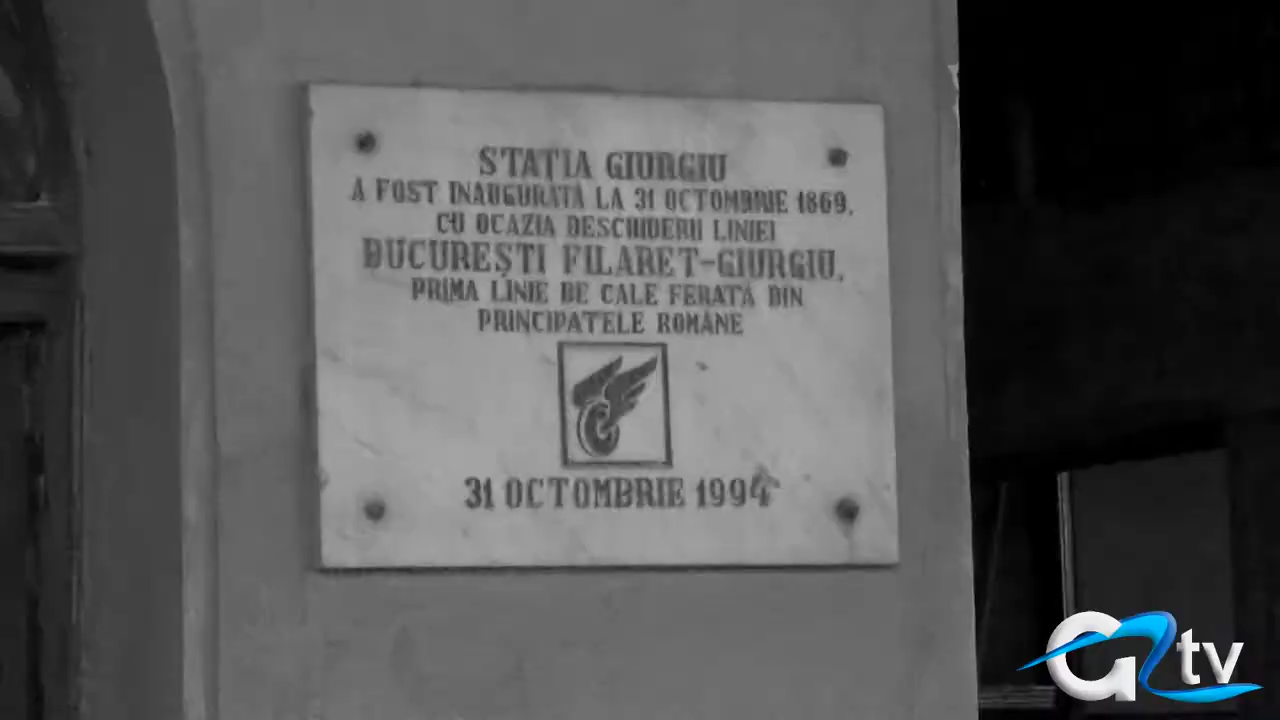 STAȚIA GIURGIU
A FOST INAUGURATĂ LA 31 OCTOMBRIE 1869,
CU OCAZIA DESCHIDERII LINIEI
BUCUREȘTI FILARET-GIURGIU,
PRIMA LINIE DE CALE FERATĂ DIN
PRINCIPATELE ROMÂNE
31 OCTOMBRIE 1994
G2 tv